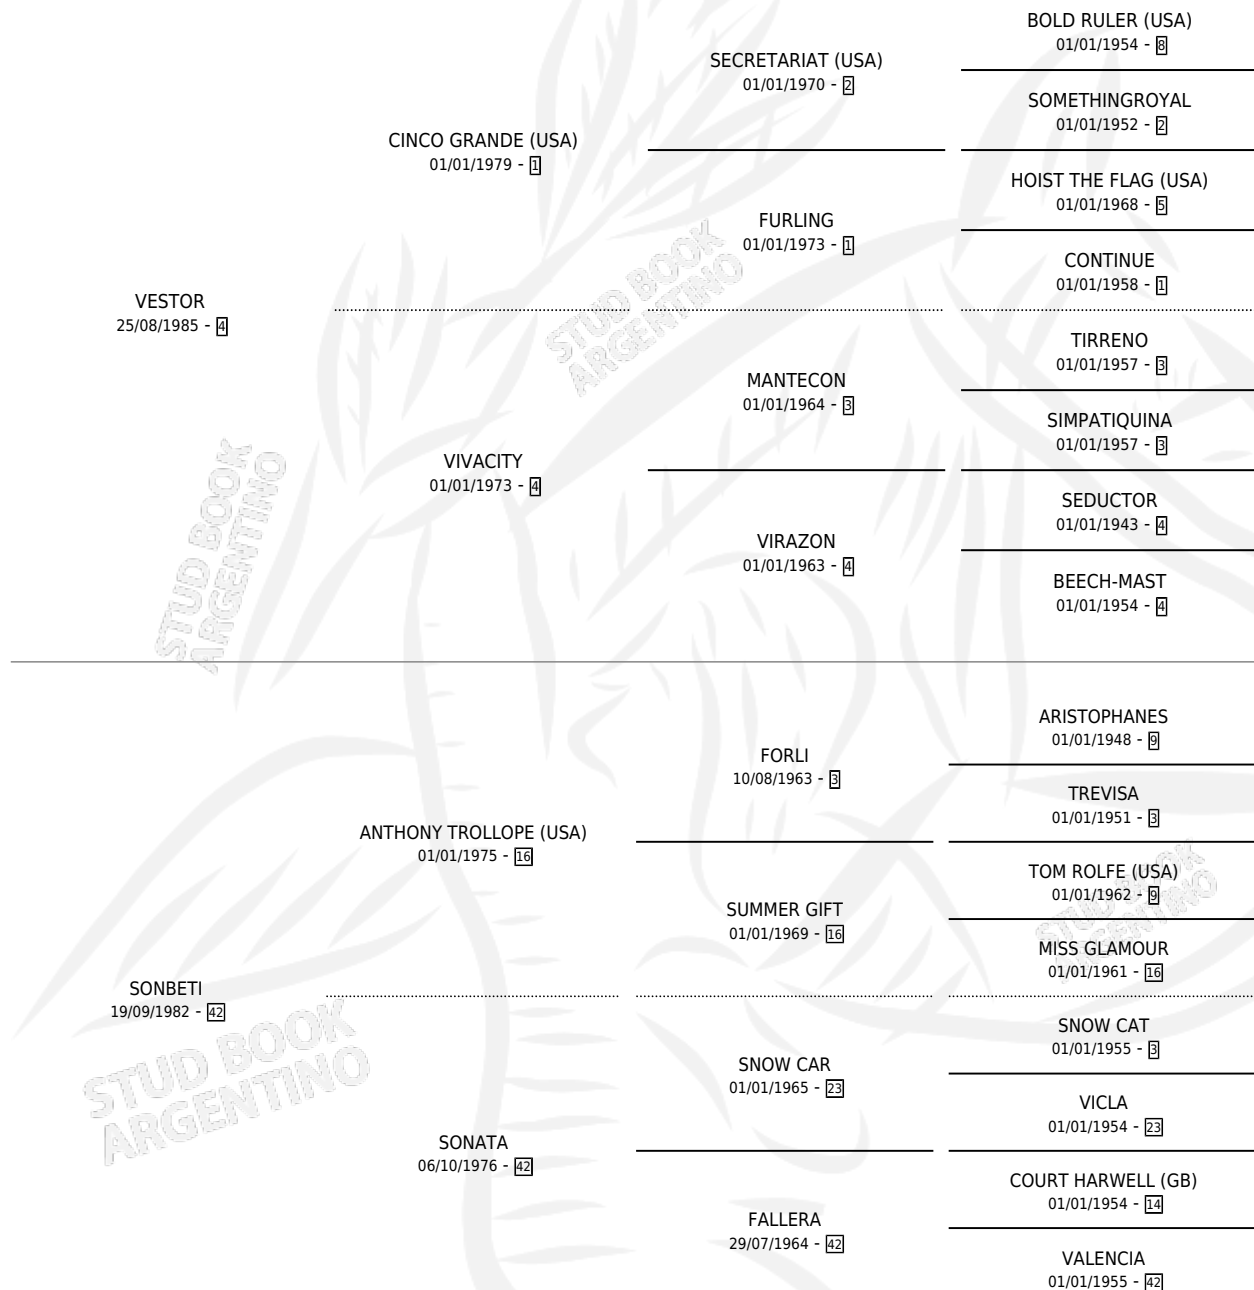 BOLD RULER (USA)
01/01/1954 - 8
SECRETARIAT (USA)
01/01/1970 - 2
SOMETHINGROYAL
01/01/1952 - 2
CINCO GRANDE (USA)
01/01/1979 - 1
HOIST THE FLAG (USA)
01/01/1968 - 5
FURLING
01/01/1973 - 1
CONTINUE
01/01/1958 - 1
VESTOR
25/08/1985 - 4
TIRRENO
01/01/1957 - 3
MANTECON
01/01/1964 - 3
SIMPATIQUINA
01/01/1957 - 3
VIVACITY
01/01/1973 - 4
SEDUCTOR
01/01/1943 - 4
VIRAZON
01/01/1963 - 4
BEECH-MAST
01/01/1954 - 4
STUD BOOK
ARGENTINO
STUD BOOK
ARGENTINO
ARISTOPHANES
01/01/1948 - 9
FORLI
10/08/1963 - 3
TREVISA
01/01/1951 - 3
ANTHONY TROLLOPE (USA)
01/01/1975 - 16
TOM ROLFE (USA)
01/01/1962 - 9
SUMMER GIFT
01/01/1969 - 16
MISS GLAMOUR
01/01/1961 - 16
SONBETI
19/09/1982 - 42
SNOW CAT
01/01/1955 - 3
SNOW CAR
01/01/1965 - 23
VICLA
01/01/1954 - 23
SONATA
06/10/1976 - 42
COURT HARWELL (GB)
01/01/1954 - 14
FALLERA
29/07/1964 - 42
VALENCIA
01/01/1955 - 42
STUD BOOK
ARGENTINO
STUD BOOK
ARGENTINO